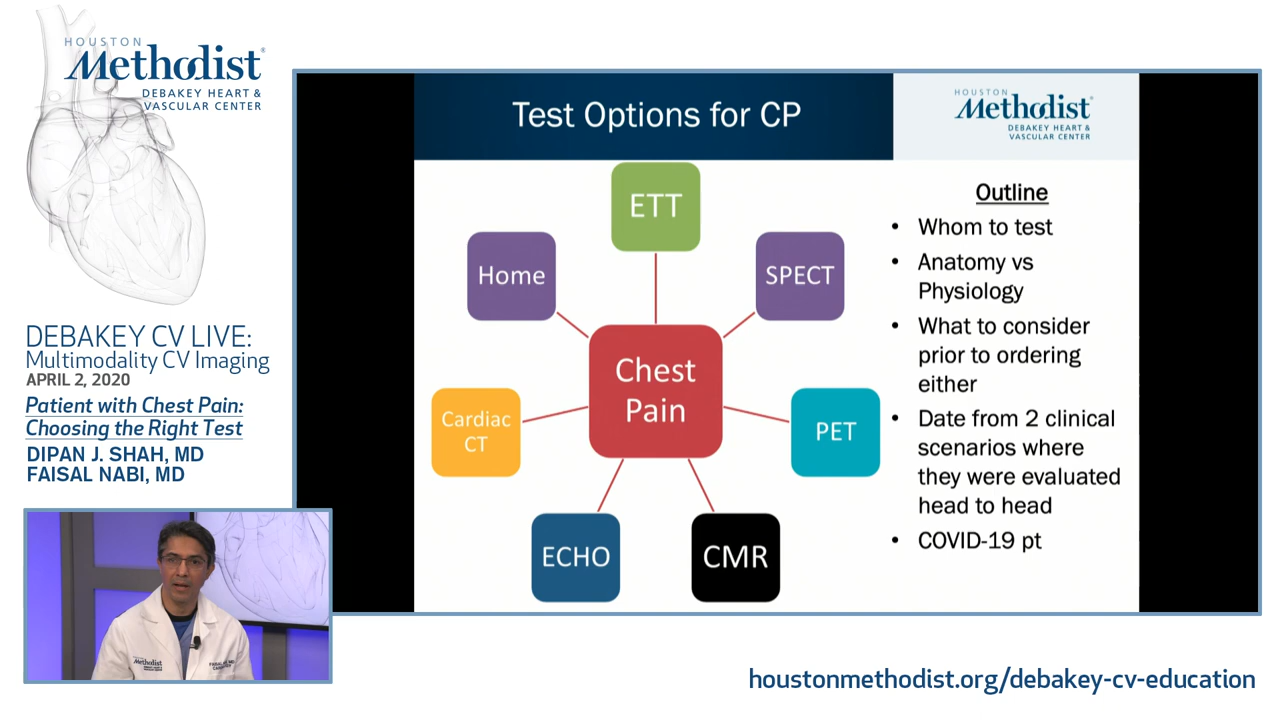 HOUSTON
Methodist
DEBAKEY HEART &
VASCULAR CENTER
DEBAKEY CV LIVE:
Multimodality CV Imaging
APRIL 2, 2020
Patient with Chest Pain:
Choosing the Right Test
DIPAN J. SHAH, MD
FAISAL NABI, MD
Test Options for CP
HOUSTON
Methodist
DEBAKEY HEART &
VASCULAR CENTER
ETT
Home
SPECT
Chest
Pain
Cardiac
CT
PET
ECHO
CMR
Outline
• Whom to test
• Anatomy vs
Physiology
• What to consider
prior to ordering
either
• Date from 2 clinical
scenarios where
they were evaluated
head to head
• COVID-19 pt
Methodist
houstonmethodist.org/debakey-cv-education